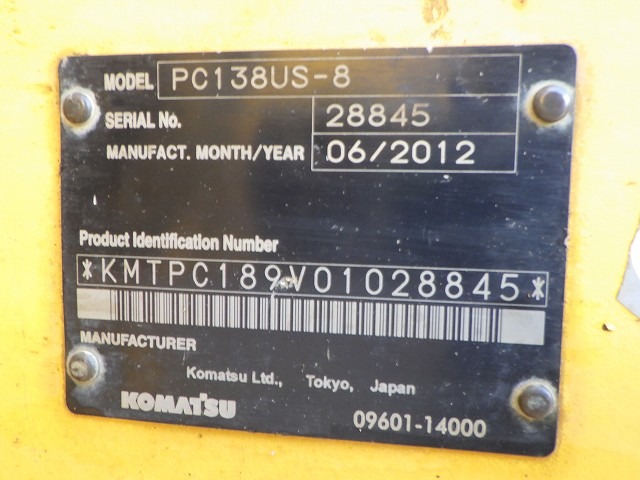 MODEL PC138US-8
SERIAL No. 28845
MANUFACT. MONTH/YEAR 06/2012
Product Identification Number
*KMTPC189V01028845*
MANUFACTURER
Komatsu Ltd., Tokyo, Japan
KOMATSU
09601-14000